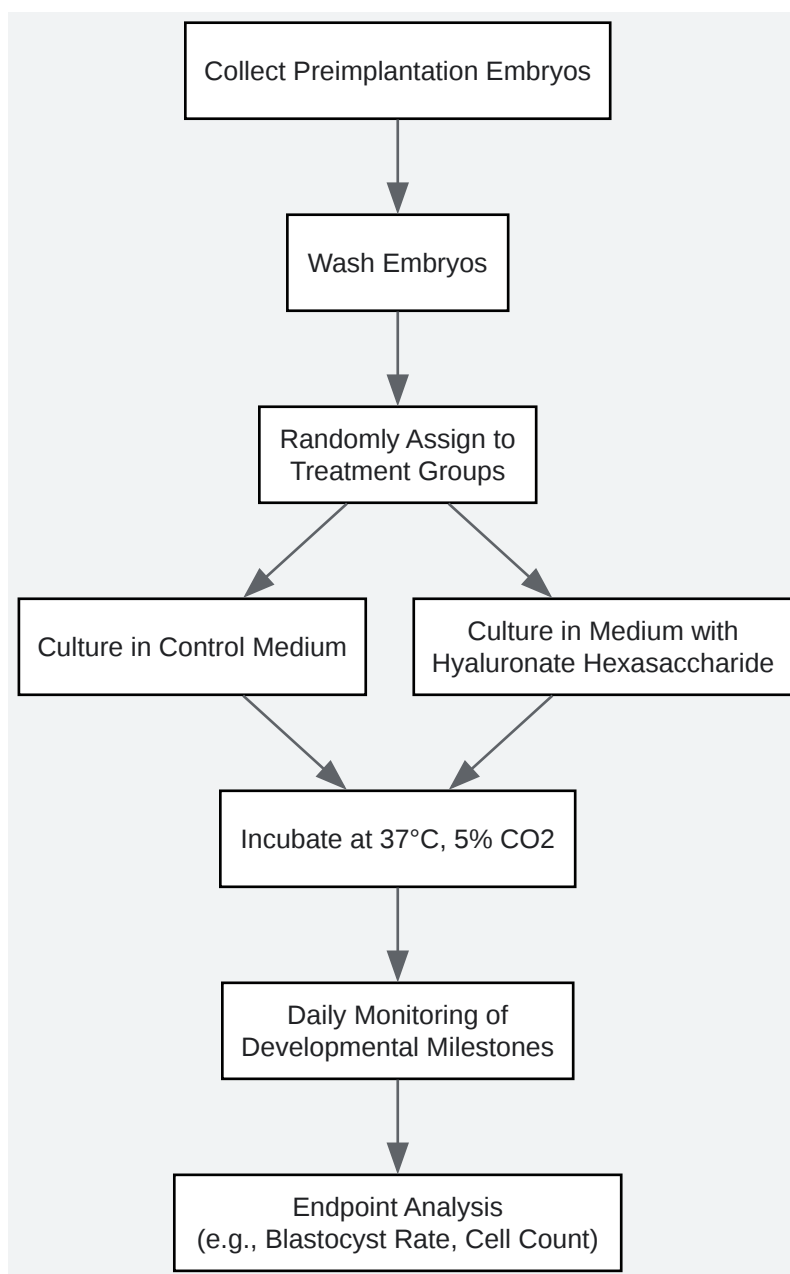 Collect Preimplantation Embryos
Wash Embryos
Randomly Assign to
Treatment Groups
Culture in Control Medium
Culture in Medium with
Hyaluronate Hexasaccharide
Incubate at 37°C, 5% CO2
Daily Monitoring of
Developmental Milestones
Endpoint Analysis
(e.g., Blastocyst Rate, Cell Count)